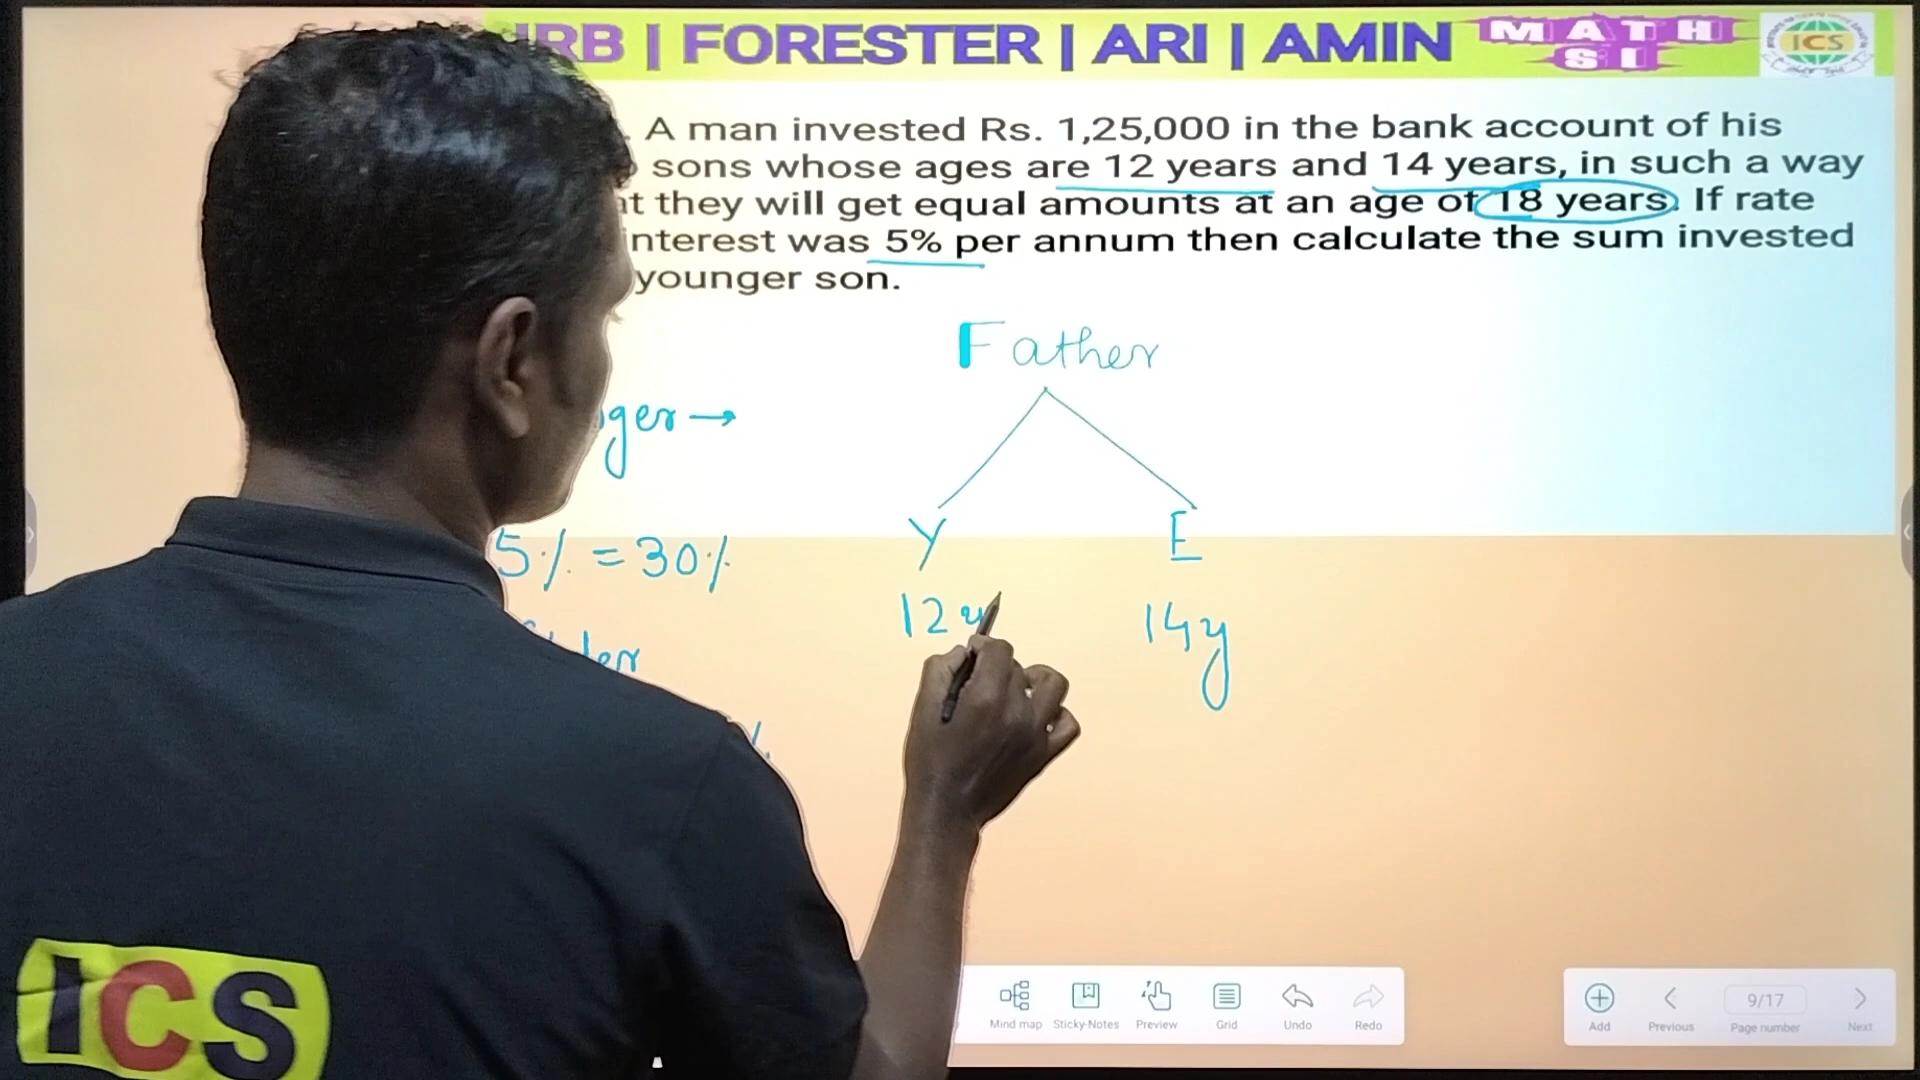 | FORESTER | ARI | AMIN MATH
SI
ICS
A man invested Rs. 1,25,000 in the bank account of his
sons whose ages are 12 years and 14 years, in such a way
they will get equal amounts at an age of 18 years. If rate
interest was 5% per annum then calculate the sum invested
younger son.
Father
Y E
5% = 30%
12y 14y
ICS
Mind map Sticky-Notes Preview Grid Undo Redo
Add Previous 9/17 Page number Next